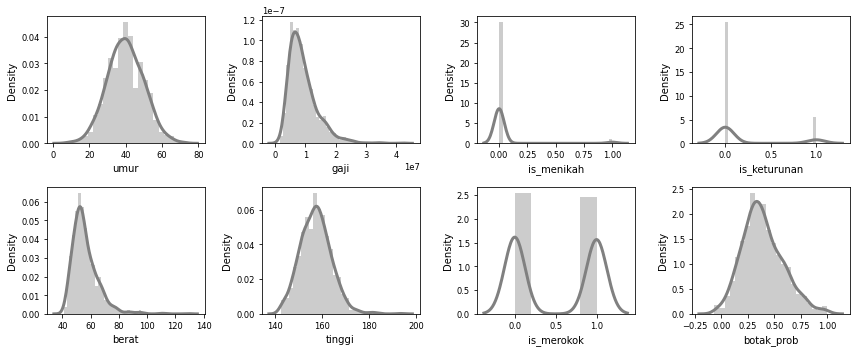 1e−7
Density
0.04
0.03
0.02
0.01
0.00
0 20 40 60 80
umur
Density
1.2
1.0
0.8
0.6
0.4
0.2
0.0
0 1 2 3 4
1e7
gaji
Density
30
25
20
15
10
5
0
0.00 0.25 0.50 0.75 1.00
is_menikah
Density
25
20
15
10
5
0
0.0 0.5 1.0
is_keturunan
Density
0.06
0.05
0.04
0.03
0.02
0.01
0.00
40 60 80 100 120 140
berat
Density
0.06
0.04
0.02
0.00
140 160 180 200
tinggi
Density
2.5
2.0
1.5
1.0
0.5
0.0
0.0 0.5 1.0
is_merokok
Density
2.5
2.0
1.5
1.0
0.5
0.0
−0.25 0.00 0.25 0.50 0.75 1.00
botak_prob